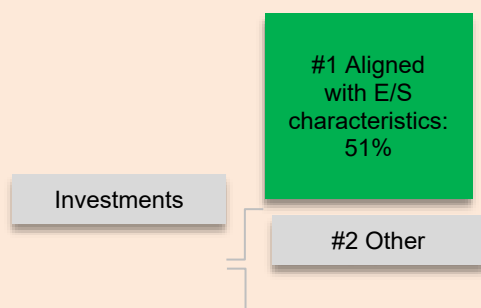 #1 Aligned
with E/S
characteristics:
51%
Investments
#2 Other